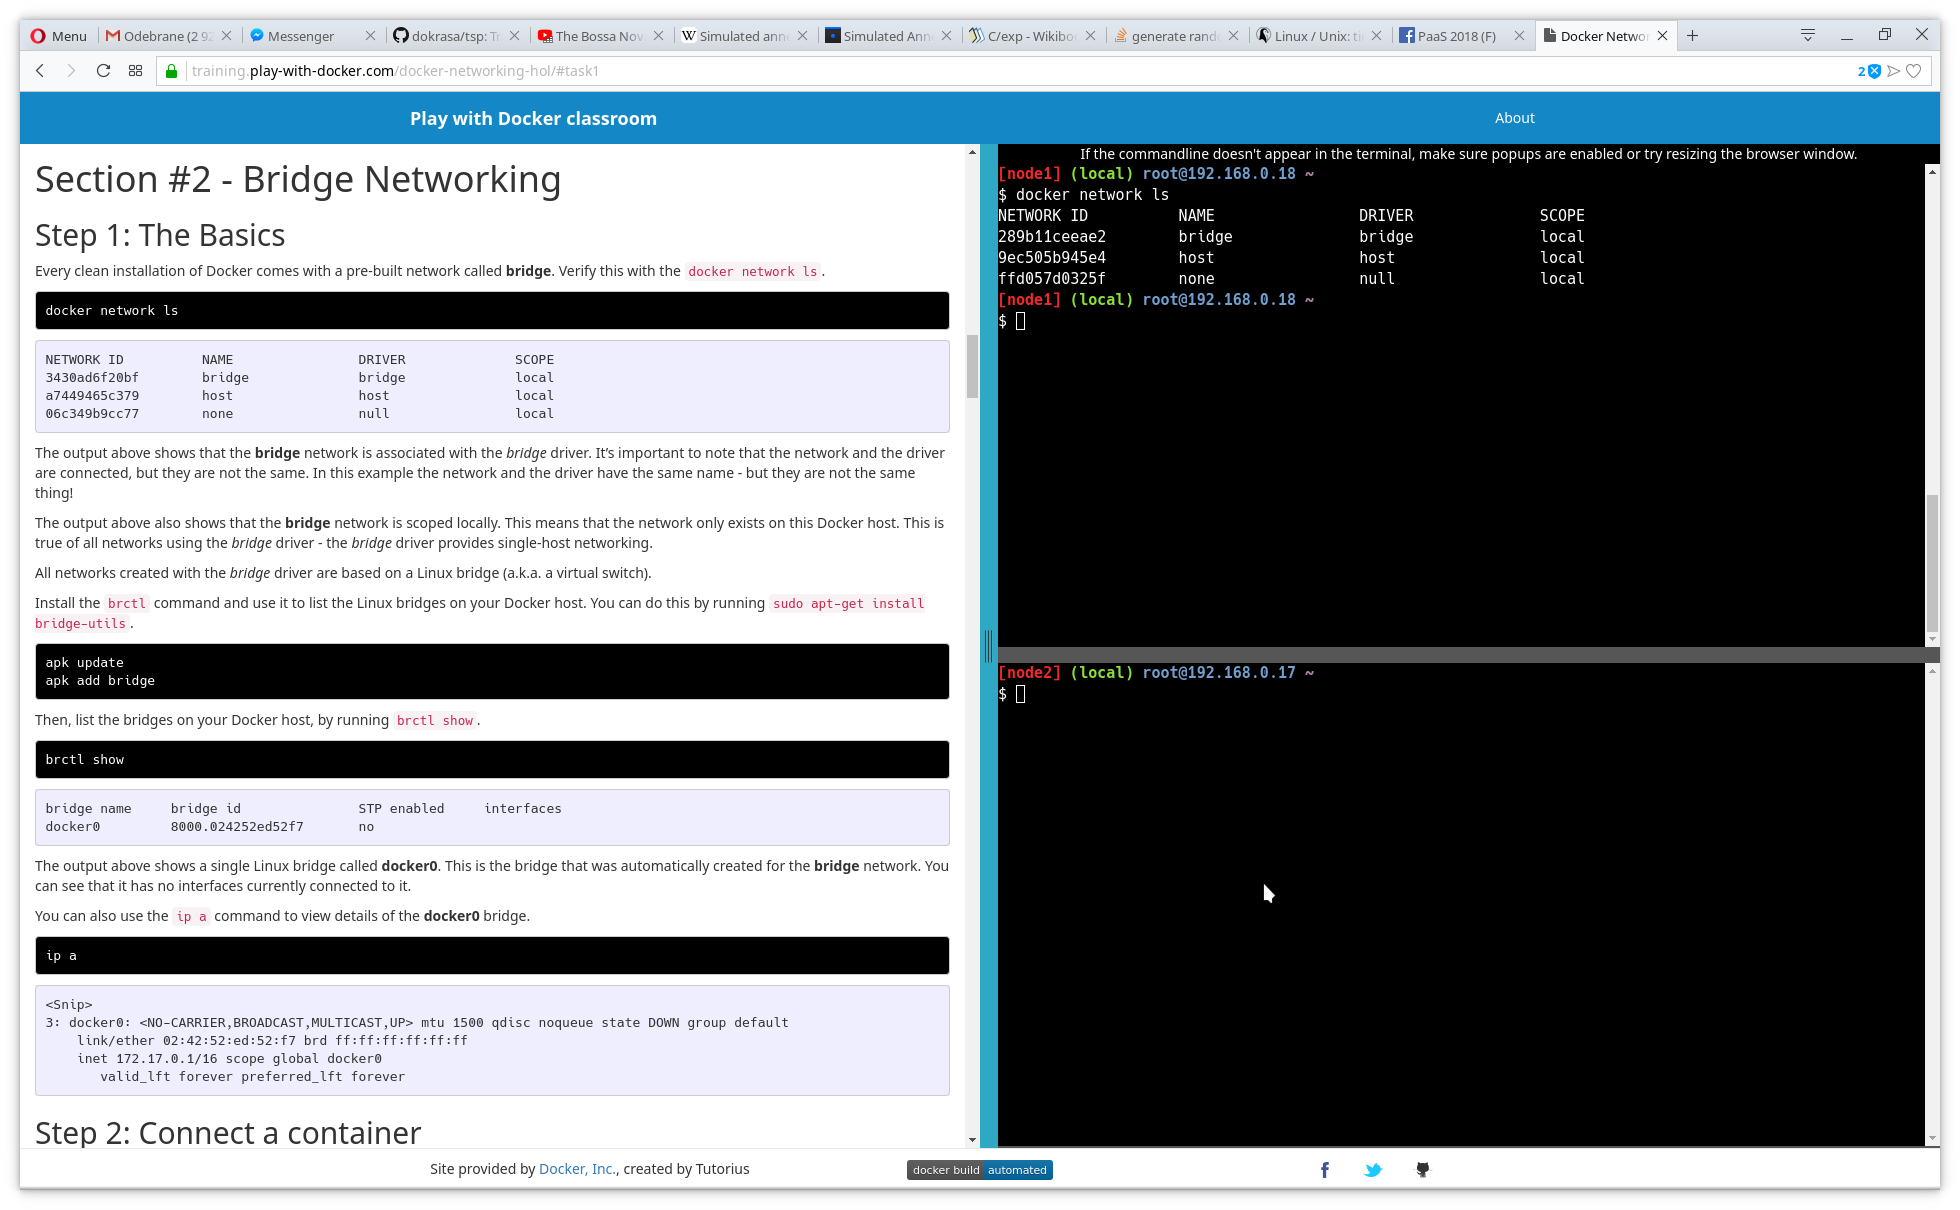 Menu
Odebrane (2 92
Messenger
dokrasa/tsp: Tr
The Bossa Nov
Simulated anne
Simulated Anne
C/exp - Wikibo
generate rand
Linux / Unix: ti
PaaS 2018 (F)
Docker Networ
training.play-with-docker.com/docker-networking-hol/#task1
2
Play with Docker classroom
About
Section #2 - Bridge Networking
Step 1: The Basics
Every clean installation of Docker comes with a pre-built network called bridge. Verify this with the docker network ls.
docker network ls
NETWORK ID NAME DRIVER SCOPE
3430ad6f20bf bridge bridge local
a7449465c379 host host local
06c349b9cc77 none null local
The output above shows that the bridge network is associated with the bridge driver. It’s important to note that the network and the driver
are connected, but they are not the same. In this example the network and the driver have the same name - but they are not the same
thing!
The output above also shows that the bridge network is scoped locally. This means that the network only exists on this Docker host. This is
true of all networks using the bridge driver - the bridge driver provides single-host networking.
All networks created with the bridge driver are based on a Linux bridge (a.k.a. a virtual switch).
Install the brctl command and use it to list the Linux bridges on your Docker host. You can do this by running sudo apt-get install
bridge-utils.
apk update
apk add bridge
Then, list the bridges on your Docker host, by running brctl show.
brctl show
bridge name bridge id STP enabled interfaces
docker0 8000.024252ed52f7 no
The output above shows a single Linux bridge called docker0. This is the bridge that was automatically created for the bridge network. You
can see that it has no interfaces currently connected to it.
You can also use the ip a command to view details of the docker0 bridge.
ip a
<Snip>
3: docker0: <NO-CARRIER,BROADCAST,MULTICAST,UP> mtu 1500 qdisc noqueue state DOWN group default
link/ether 02:42:52:ed:52:f7 brd ff:ff:ff:ff:ff:ff
inet 172.17.0.1/16 scope global docker0
valid_lft forever preferred_lft forever
Step 2: Connect a container
If the commandline doesn't appear in the terminal, make sure popups are enabled or try resizing the browser window.
[node1] (local) root@192.168.0.18 ~
$ docker network ls
NETWORK ID NAME DRIVER SCOPE
289b11ceeae2 bridge bridge local
9ec505b945e4 host host local
ffd057d0325f none null local
[node1] (local) root@192.168.0.18 ~
$
[node2] (local) root@192.168.0.17 ~
$
Site provided by Docker, Inc., created by Tutorius
docker build automated